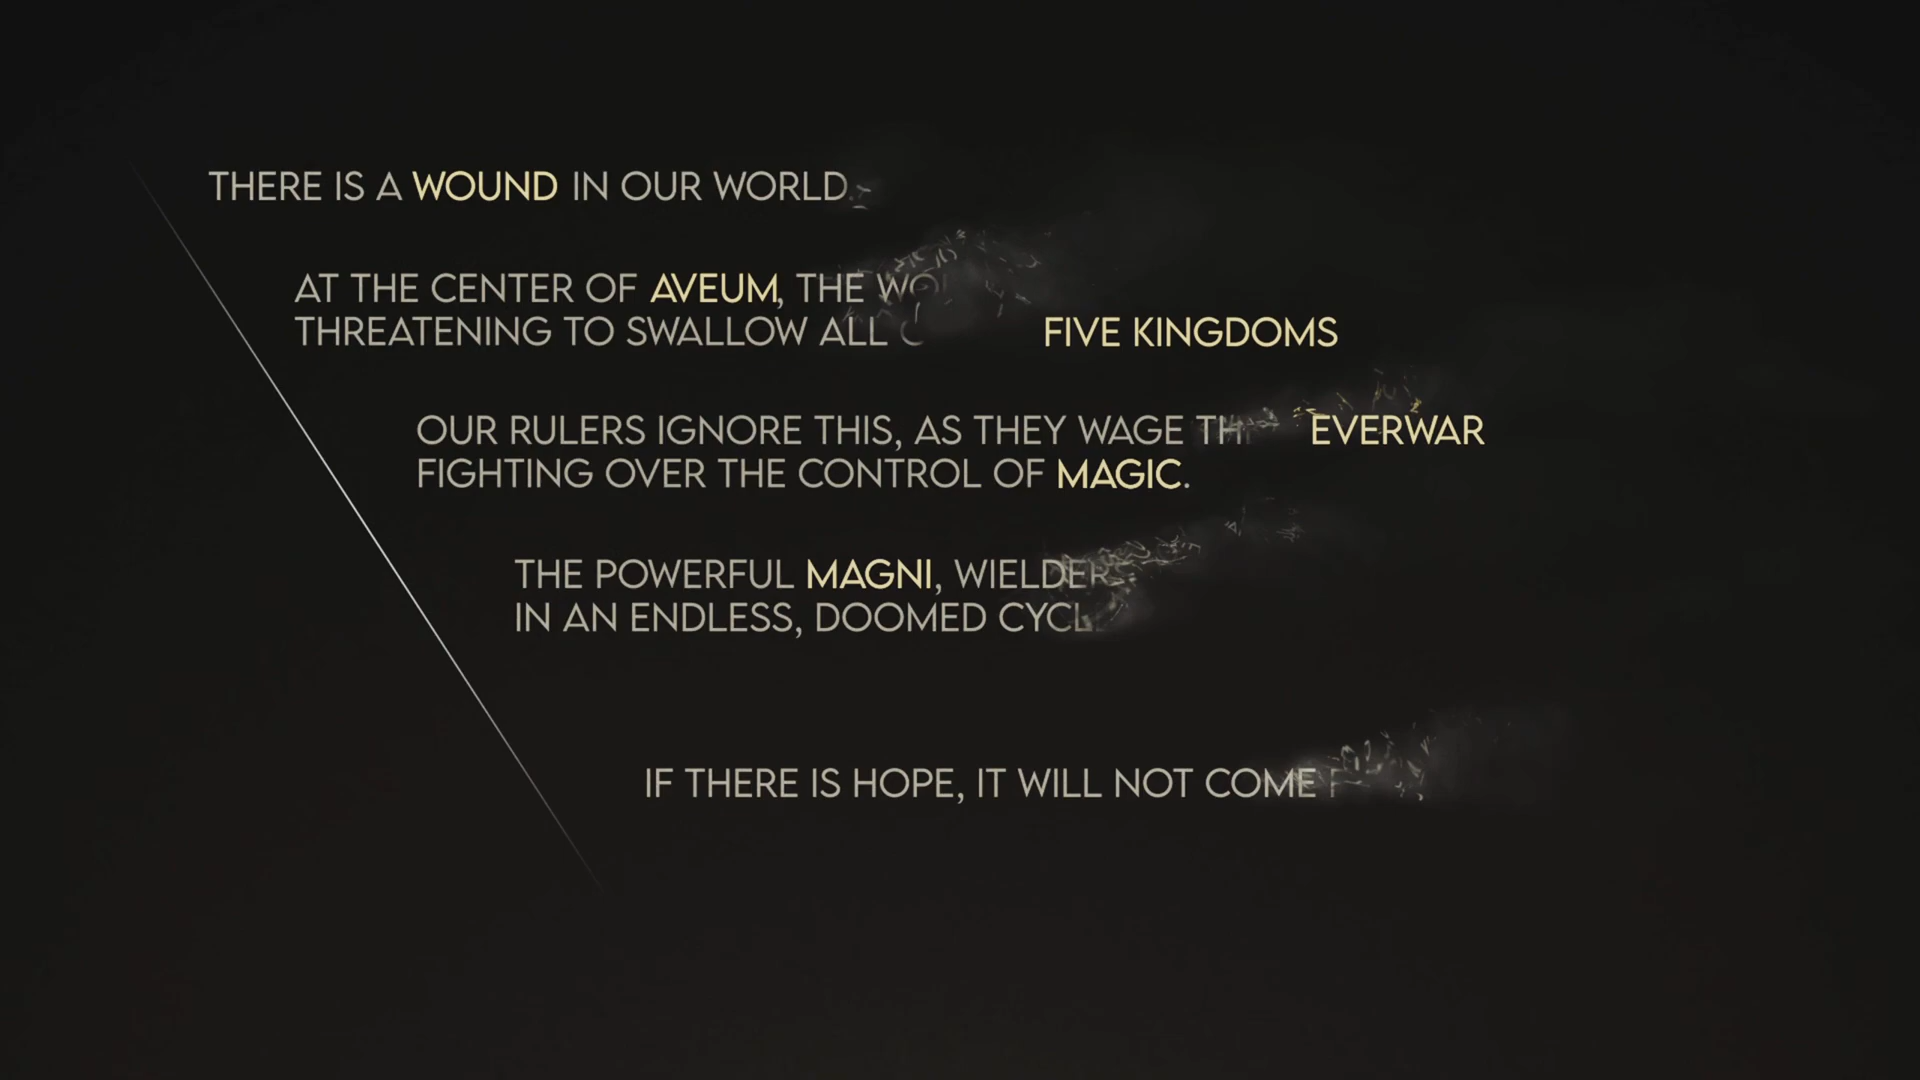 THERE IS A WOUND IN OUR WORLD.
AT THE CENTER OF AVEUM, THE
THREATENING TO SWALLOW ALL FIVE KINGDOMS
OUR RULERS IGNORE THIS, AS THEY WAGE EVERWAR
FIGHTING OVER THE CONTROL OF MAGIC.
THE POWERFUL MAGNI,
IN AN ENDLESS, DOOMED
IF THERE IS HOPE, IT WILL NOT COME